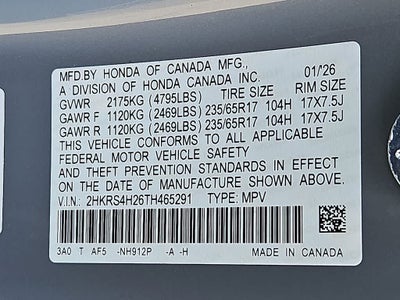 MFD.BY HONDA OF CANADA MFG.,
A DIVISION OF HONDA CANADA INC. 01/'26
GVWR 2175KG (4795LBS) TIRE SIZE RIM SIZE
GAWR F 1120KG (2469LBS) 235/65R17 104H 17X7.5J
GAWR R 1120KG (2469LBS) 235/65R17 104H 17X7.5J
THIS VEHICLE CONFORMS TO ALL APPLICABLE
FEDERAL MOTOR VEHICLE SAFETY
AND THEFT PREVENTION STANDARDS IN EFFECT
ON THE DATE OF MANUFACTURE SHOWN ABOVE.
V.I.N: 2HKRS4H26TH465291 TYPE: MPV
3A0 T AF5 -NH912P -A -H MADE IN CANADA